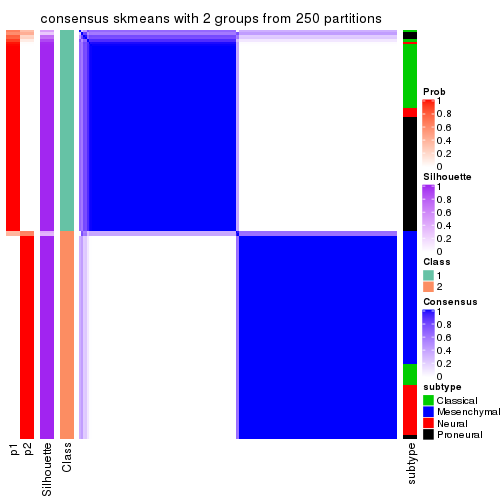 consensus skmeans with 2 groups from 250 partitions
p1
p2
Silhouette
Class
subtype
Prob
1
0.8
0.6
0.4
0.2
0
Silhouette
1
0.8
0.6
0.4
0.2
0
Class
1
2
Consensus
1
0.8
0.6
0.4
0.2
0
subtype
Classical
Mesenchymal
Neural
Proneural